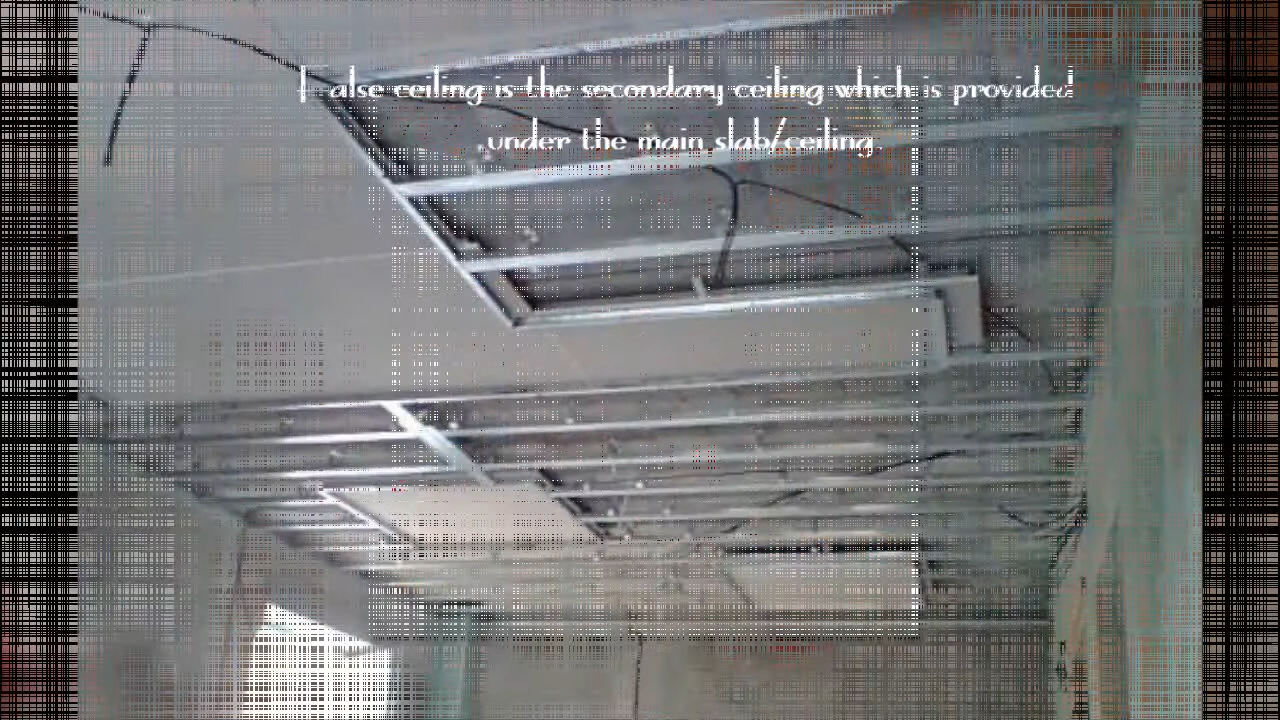 False ceiling is the secondary ceiling which is provided
under the main slab/ceiling.